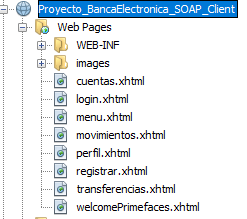 Proyecto_BancaElectronica_SOAP_Client
Web Pages
WEB-INF
images
cuentas.xhtml
login.xhtml
menu.xhtml
movimientos.xhtml
perfil.xhtml
registrar.xhtml
transferencias.xhtml
welcomePrimefaces.xhtml